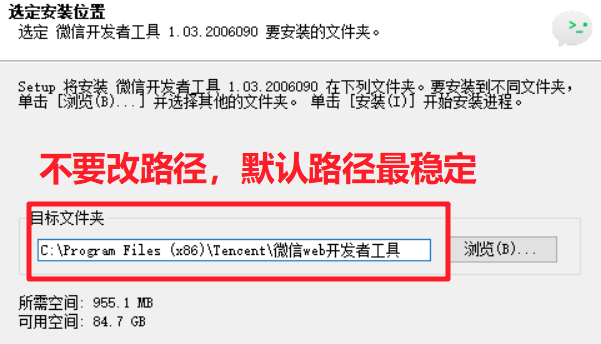 选定安装位置
选定 微信开发者工具 1.03.2006090 要安装的文件夹。
Setup 将安装 微信开发者工具 1.03.2006090 在下列文件夹。要安装到不同文件夹，
单击 [浏览(B)...] 并选择其他的文件夹。 单击 [安装(I)] 开始安装进程。
不要改路径，默认路径最稳定
目标文件夹
C:\Program Files (x86)\Tencent\微信web开发者工具
浏览(B)...
所需空间: 955.1 MB
可用空间: 84.7 GB